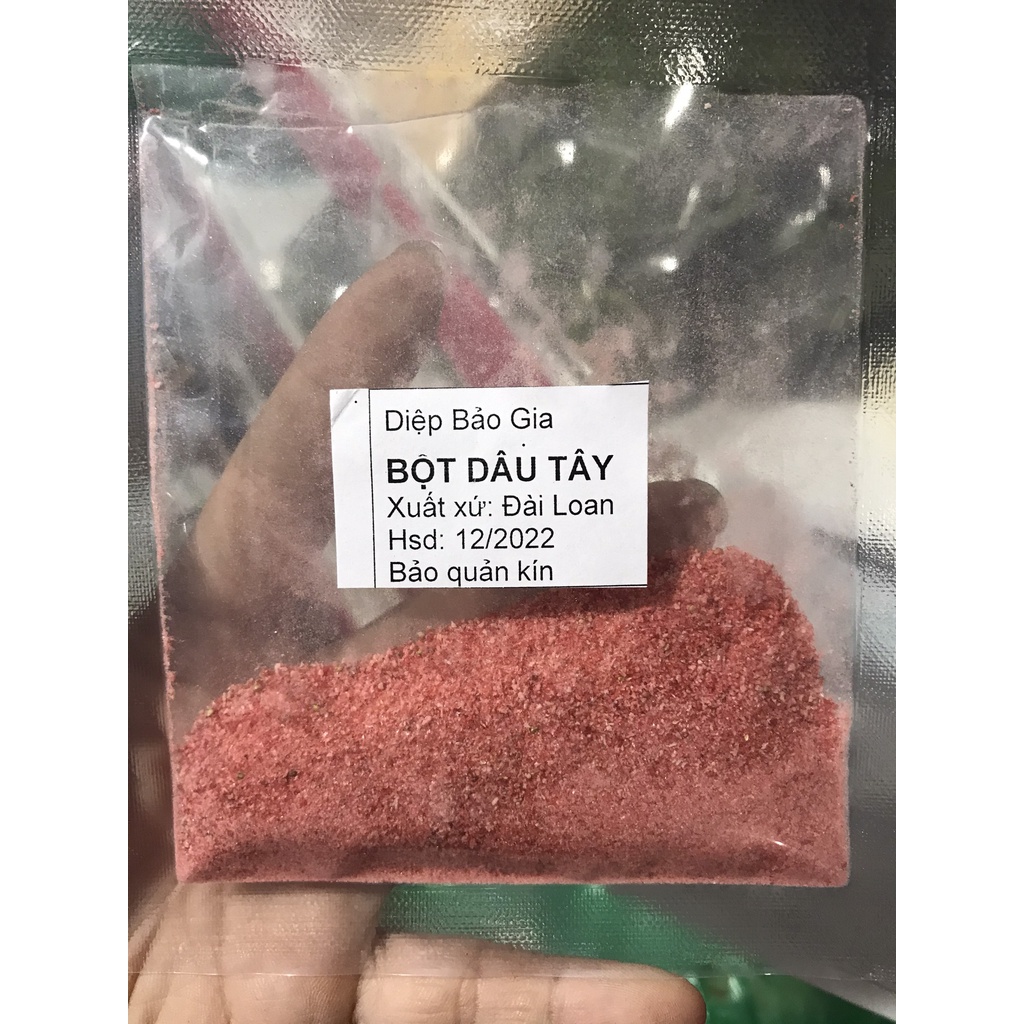 Diệp Bảo Gia
BỘT DÂU TÂY
Xuất xứ: Đài Loan
Hsd: 12/2022
Bảo quản kín